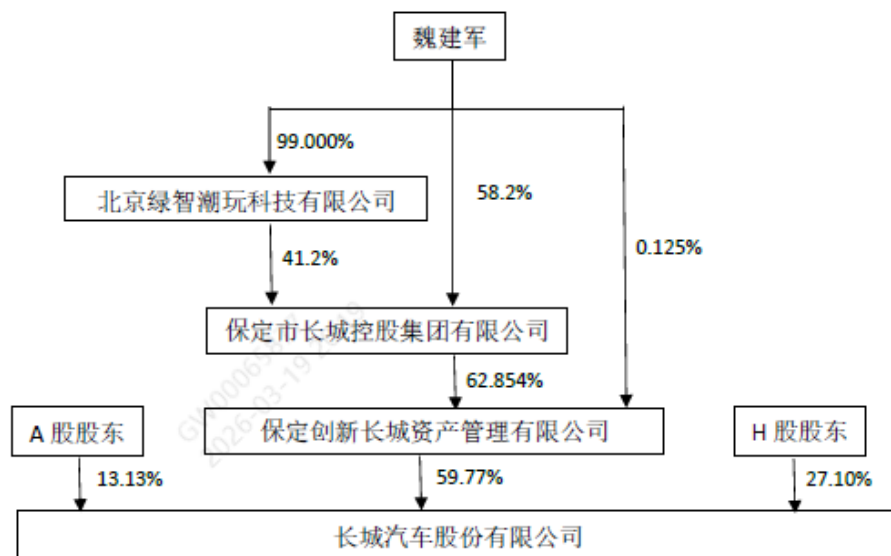 魏建军
99.000%
北京绿智潮玩科技有限公司
58.2%
0.125%
41.2%
保定市长城控股集团有限公司
62.854%
A 股股东
保定创新长城资产管理有限公司
H 股股东
13.13%
59.77%
27.10%
长城汽车股份有限公司